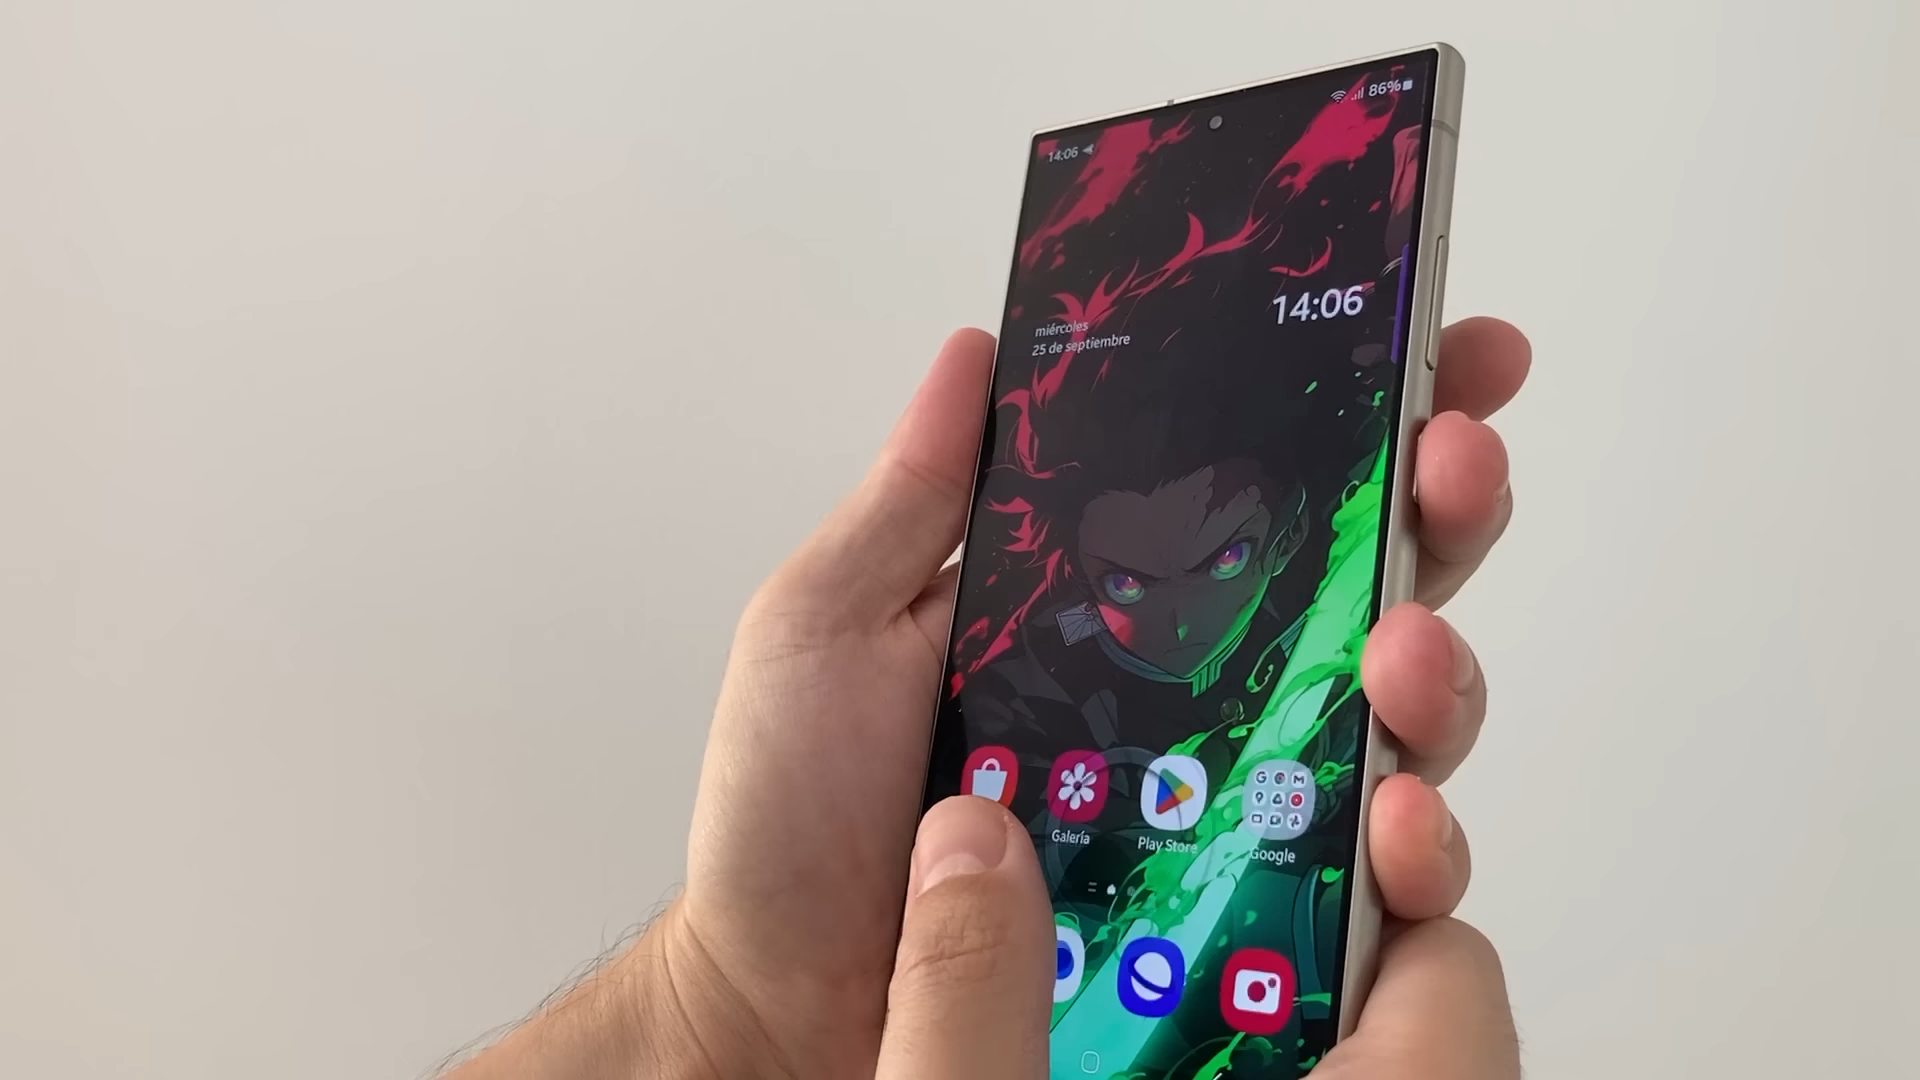 14:06
86%
14:06
miércoles
25 de septiembre
Galería
Play Store
Google